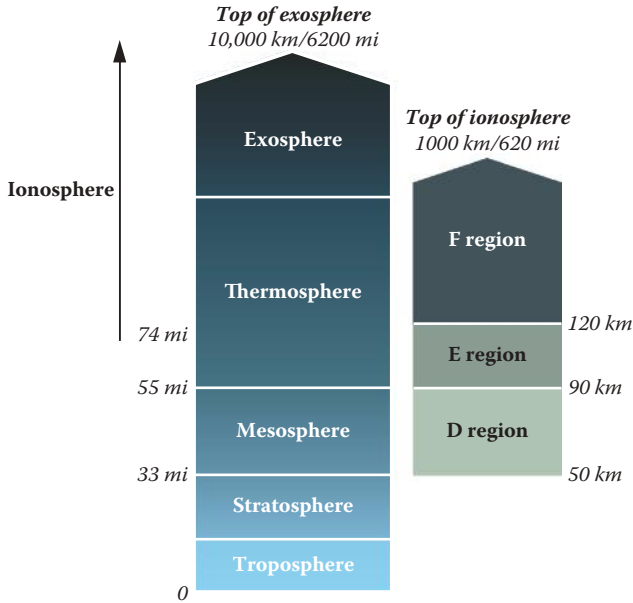 Top of exosphere
10,000 km/6200 mi
Exosphere
Ionosphere
Thermosphere
74 mi
55 mi
Mesosphere
33 mi
Stratosphere
Troposphere
0
Top of ionosphere
1000 km/620 mi
F region
120 km
E region
90 km
D region
50 km